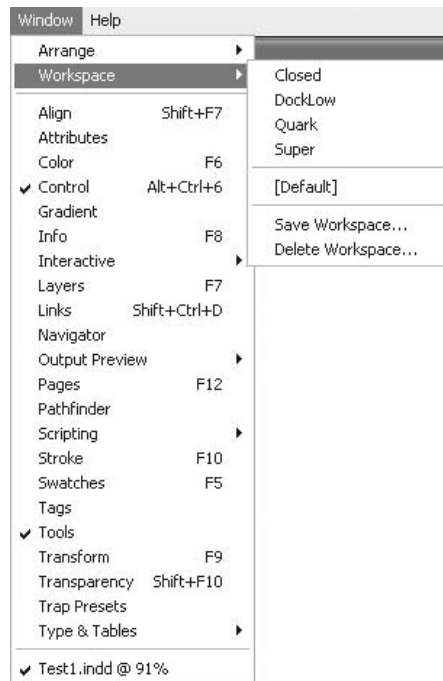 Window Help
Arrange
Workspace
Closed
DockLow
Quark
Super
[Default]
Save Workspace...
Delete Workspace...
Align Shift+F7
Attributes
Color F6
Control Alt+Ctrl+6
Gradient
Info F8
Interactive
Layers F7
Links Shift+Ctrl+D
Navigator
Output Preview
Pages F12
Pathfinder
Scripting
Stroke F10
Swatches F5
Tags
Tools
Transform F9
Transparency Shift+F10
Trap Presets
Type & Tables
Test1.indd @ 91%